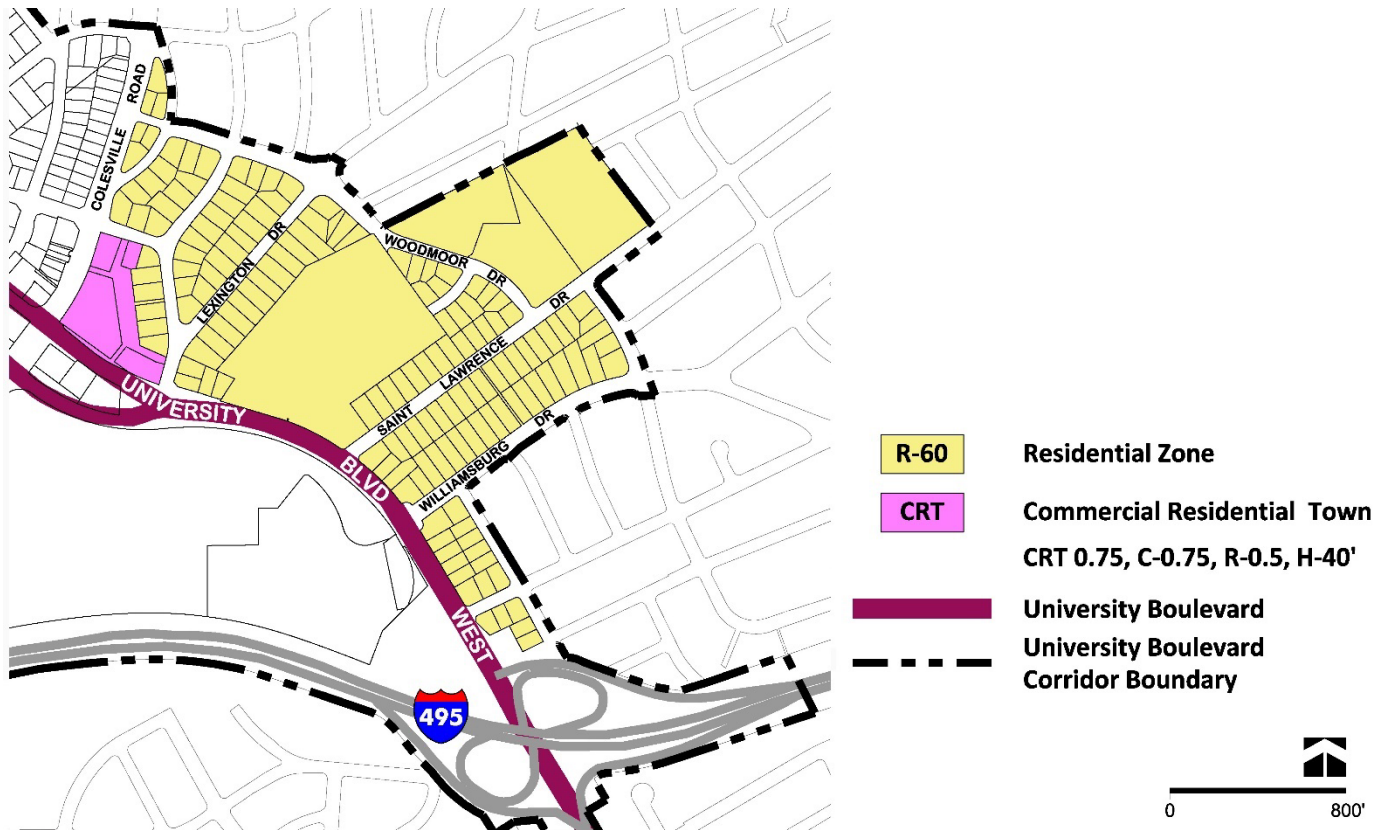 COLESVILLE ROAD
LEXINGTON DR
WOODMOOR DR
SAINT LAWRENCE DR
WILLIAMSBURG DR
UNIVERSITY BLVD WEST
495
R-60 Residential Zone
CRT Commercial Residential Town
CRT 0.75, C-0.75, R-0.5, H-40'
University Boulevard
University Boulevard
Corridor Boundary
0 800'